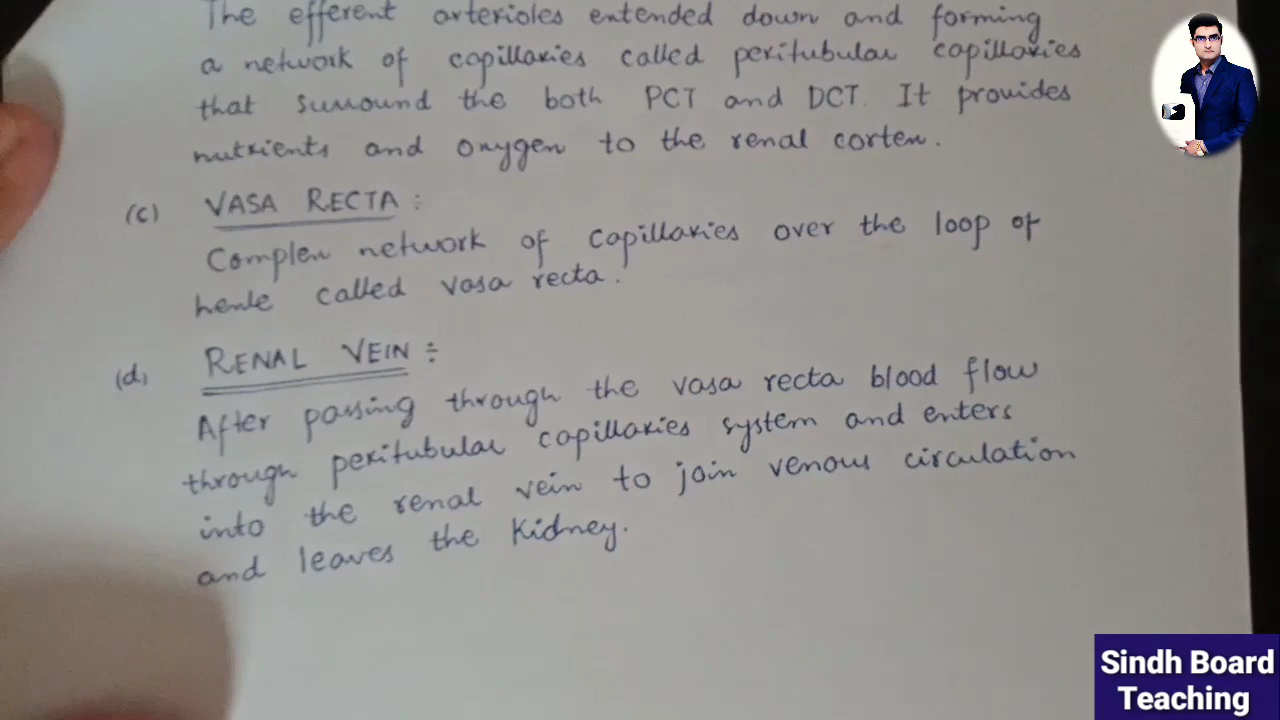 The efferent arterioles extended down and forming
a network of capillaries called peritubular capillaries
that surround the both PCT and DCT. It provides
nutrients and oxygen to the renal cortex.
(c) VASA RECTA :
Complex network of capillaries over the loop of
henle called vasa recta.
(d) RENAL VEIN ÷
After passing through the vasa recta blood flow
through peritubular capillaries system and enters
into the renal vein to join venous circulation
and leaves the kidney.
Sindh Board
Teaching